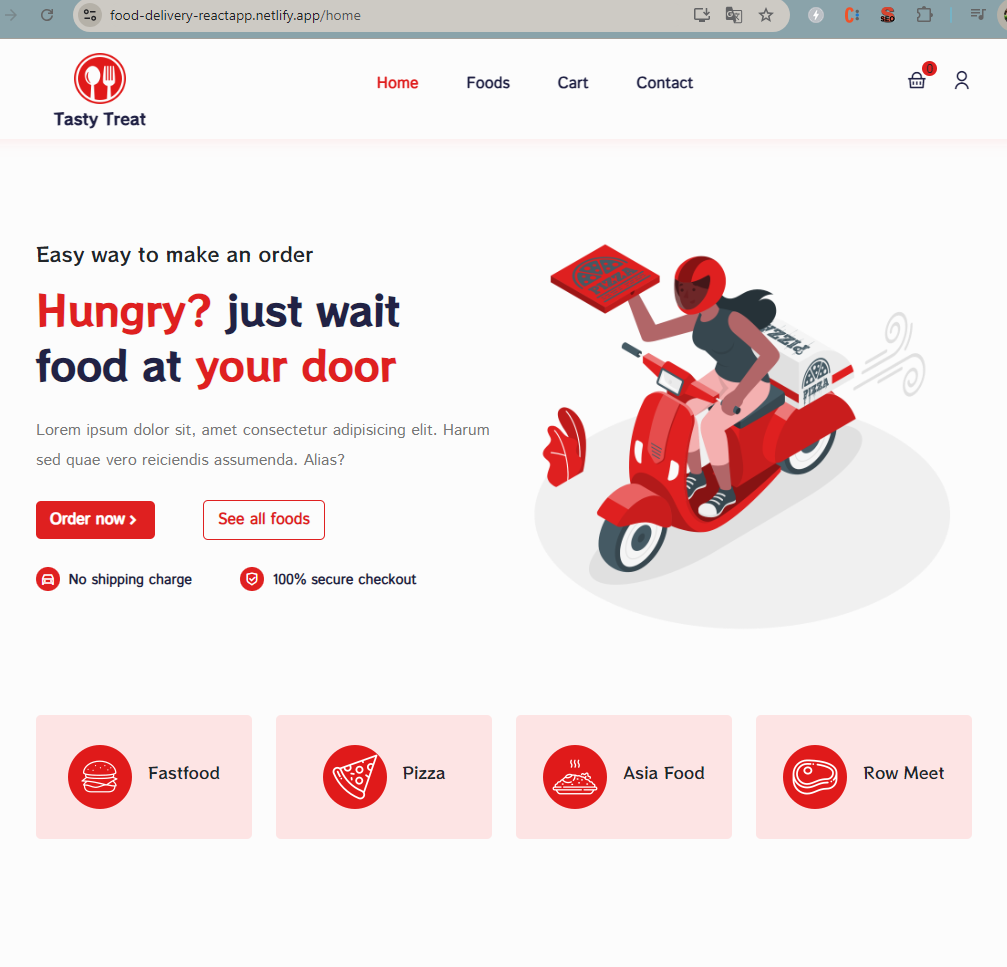 food-delivery-reactapp.netlify.app/home
SEO
Tasty Treat
Home Foods Cart Contact
0
Easy way to make an order
Hungry? just wait
food at your door
PIZZA
PIZZA
PIZZA
Lorem ipsum dolor sit, amet consectetur adipisicing elit. Harum
sed quae vero reiciendis assumenda. Alias?
Order now
See all foods
No shipping charge
100% secure checkout
Fastfood
Pizza
Asia Food
Row Meet